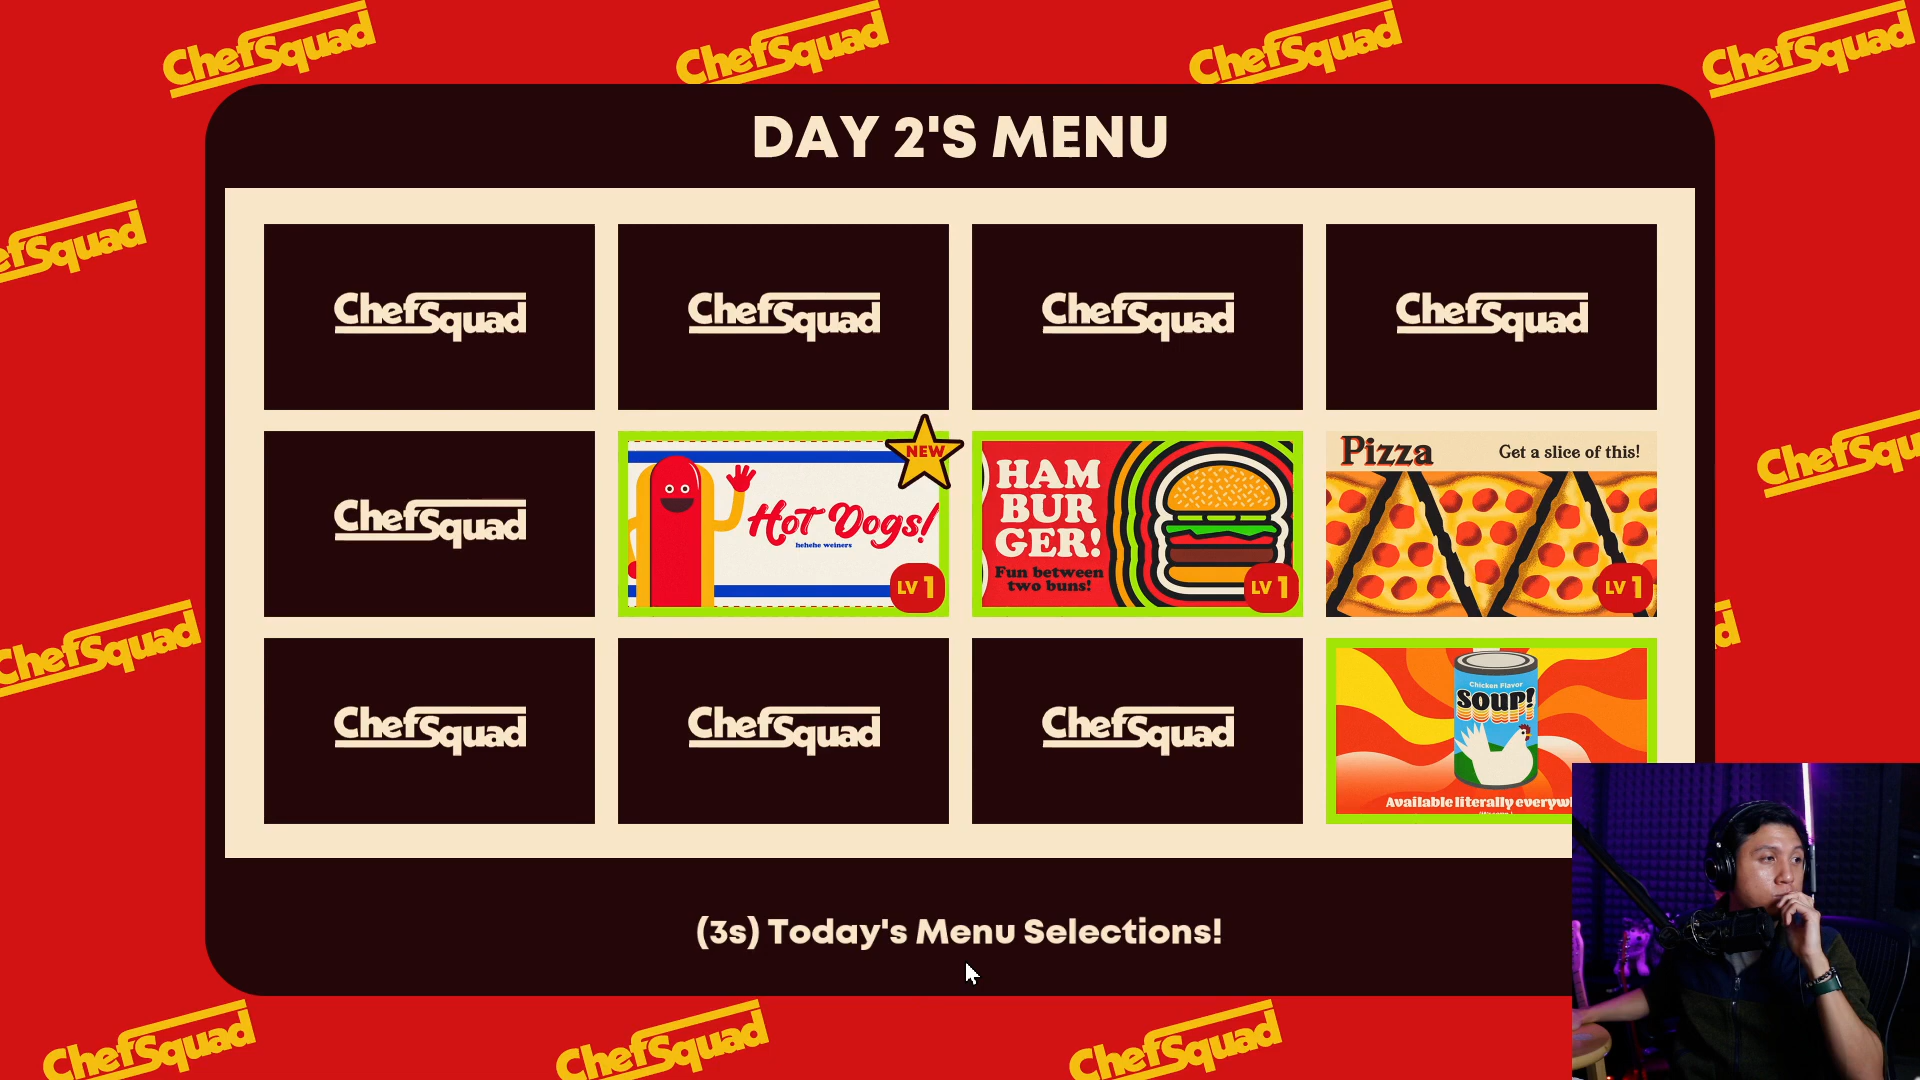 ChefSquad
ChefSquad
ChefSquad
ChefSquad
DAY 2'S MENU
ChefSquad
ChefSquad
ChefSquad
ChefSquad
ChefSquad
Hot Dogs!
hehehe weiners
NEW
LV 1
HAM
BUR
GER!
Fun between
two buns!
LV 1
Pizza
Get a slice of this!
LV 1
ChefSquad
ChefSquad
ChefSquad
ChefSquad
ChefSquad
Chicken Flavor
SOUP!
Available literally everywh
(3s) Today's Menu Selections!
ChefSquad
ChefSquad
ChefSquad